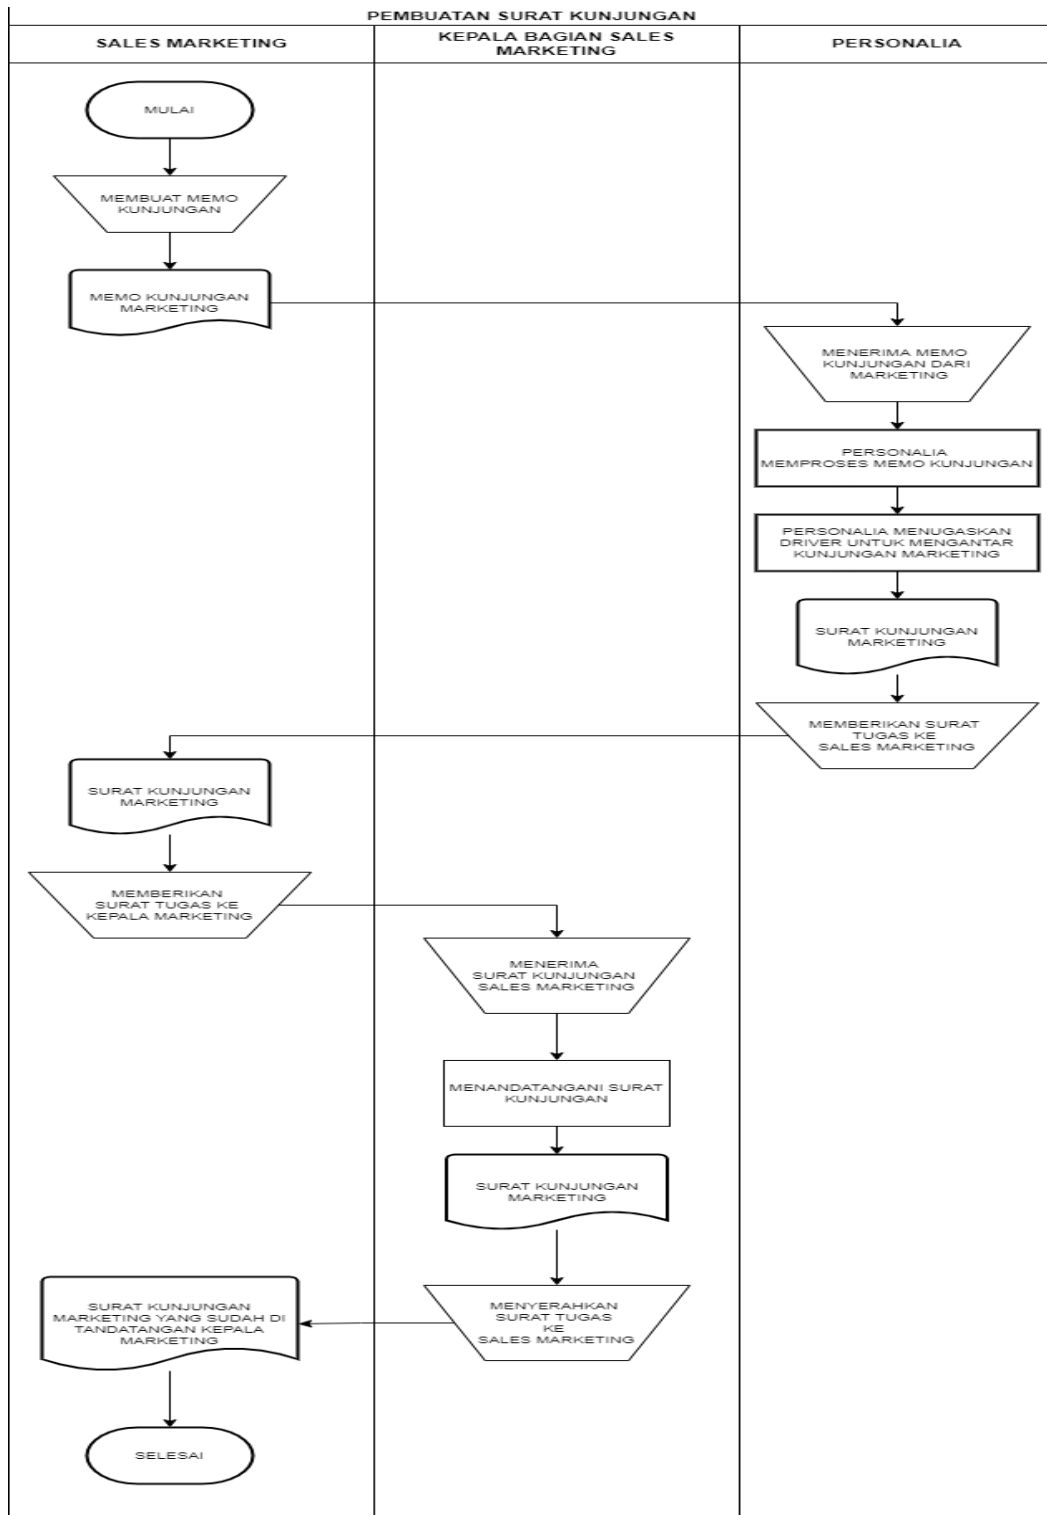 PEMBUATAN SURAT KUNJUNGAN
SALES MARKETING
KEPALA BAGIAN SALES
MARKETING
PERSONALIA
MULAI
MEMBUAT MEMO
KUNJUNGAN
MEMO KUNJUNGAN
MARKETING
MENERIMA MEMO
KUNJUNGAN DARI
MARKETING
PERSONALIA
MEMPROSES MEMO KUNJUNGAN
PERSONALIA MENUGASKAN
DRIVER UNTUK MENGANTAR
KUNJUNGAN MARKETING
SURAT KUNJUNGAN
MARKETING
MEMBERIKAN SURAT
TUGAS KE
SALES MARKETING
SURAT KUNJUNGAN
MARKETING
MEMBERIKAN
SURAT TUGAS KE
KEPALA MARKETING
MENERIMA
SURAT KUNJUNGAN
SALES MARKETING
MENANDATANGANI SURAT
KUNJUNGAN
SURAT KUNJUNGAN
MARKETING
MENYERAHKAN
SURAT TUGAS
KE
SALES MARKETING
SURAT KUNJUNGAN
MARKETING YANG SUDAH DI
TANDATANGAN KEPALA
MARKETING
SELESAI